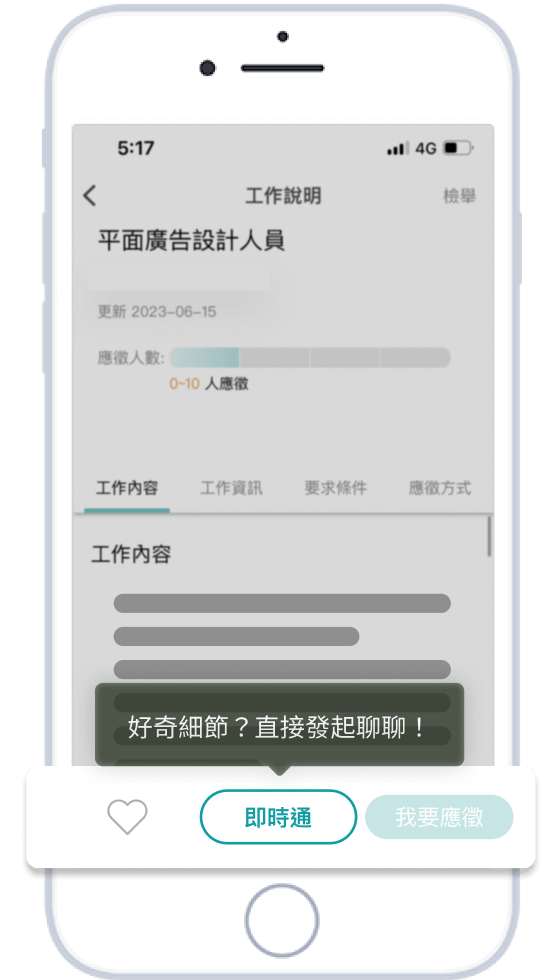 5:17 4G
工作說明 檢舉
平面廣告設計人員
更新 2023-06-15
應徵人數:
0~10 人應徵
工作內容 工作資訊 要求條件 應徵方式
工作內容
好奇細節？直接發起聊聊！
即時通 我要應徵